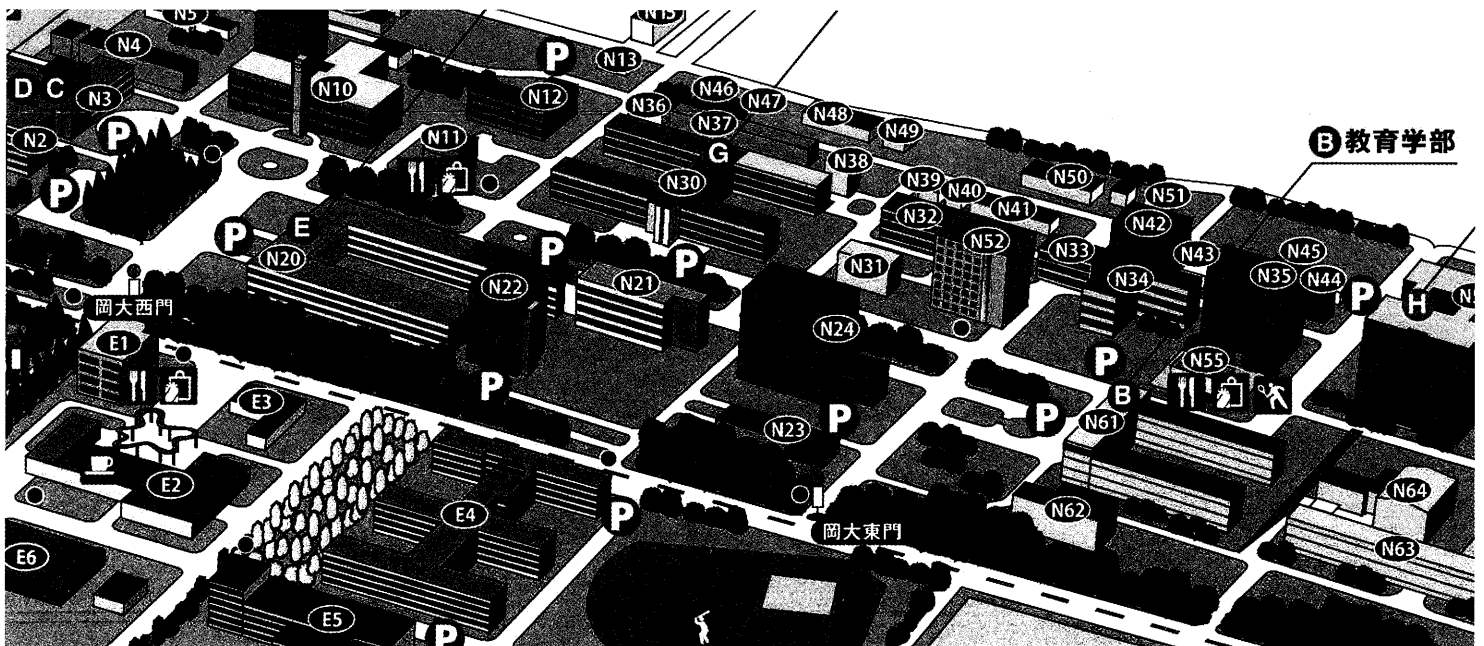 N5
N15
N4
N13
P
D
C
N3
N10
N12
N46
N47
N36
N48
N37
N49
N2
P
N11
G
N38
B 教育学部
N50
N51
P
N30
N39
N40
N41
N42
N32
E
P
P
P
N52
N33
N43
N45
N20
N31
N34
N35
N44
P
H
N22
N21
岡大西門
N24
E1
P
P
N55
B
E3
N23
P
P
N61
E2
N64
E4
P
N62
岡大東門
E6
N63
E5
P